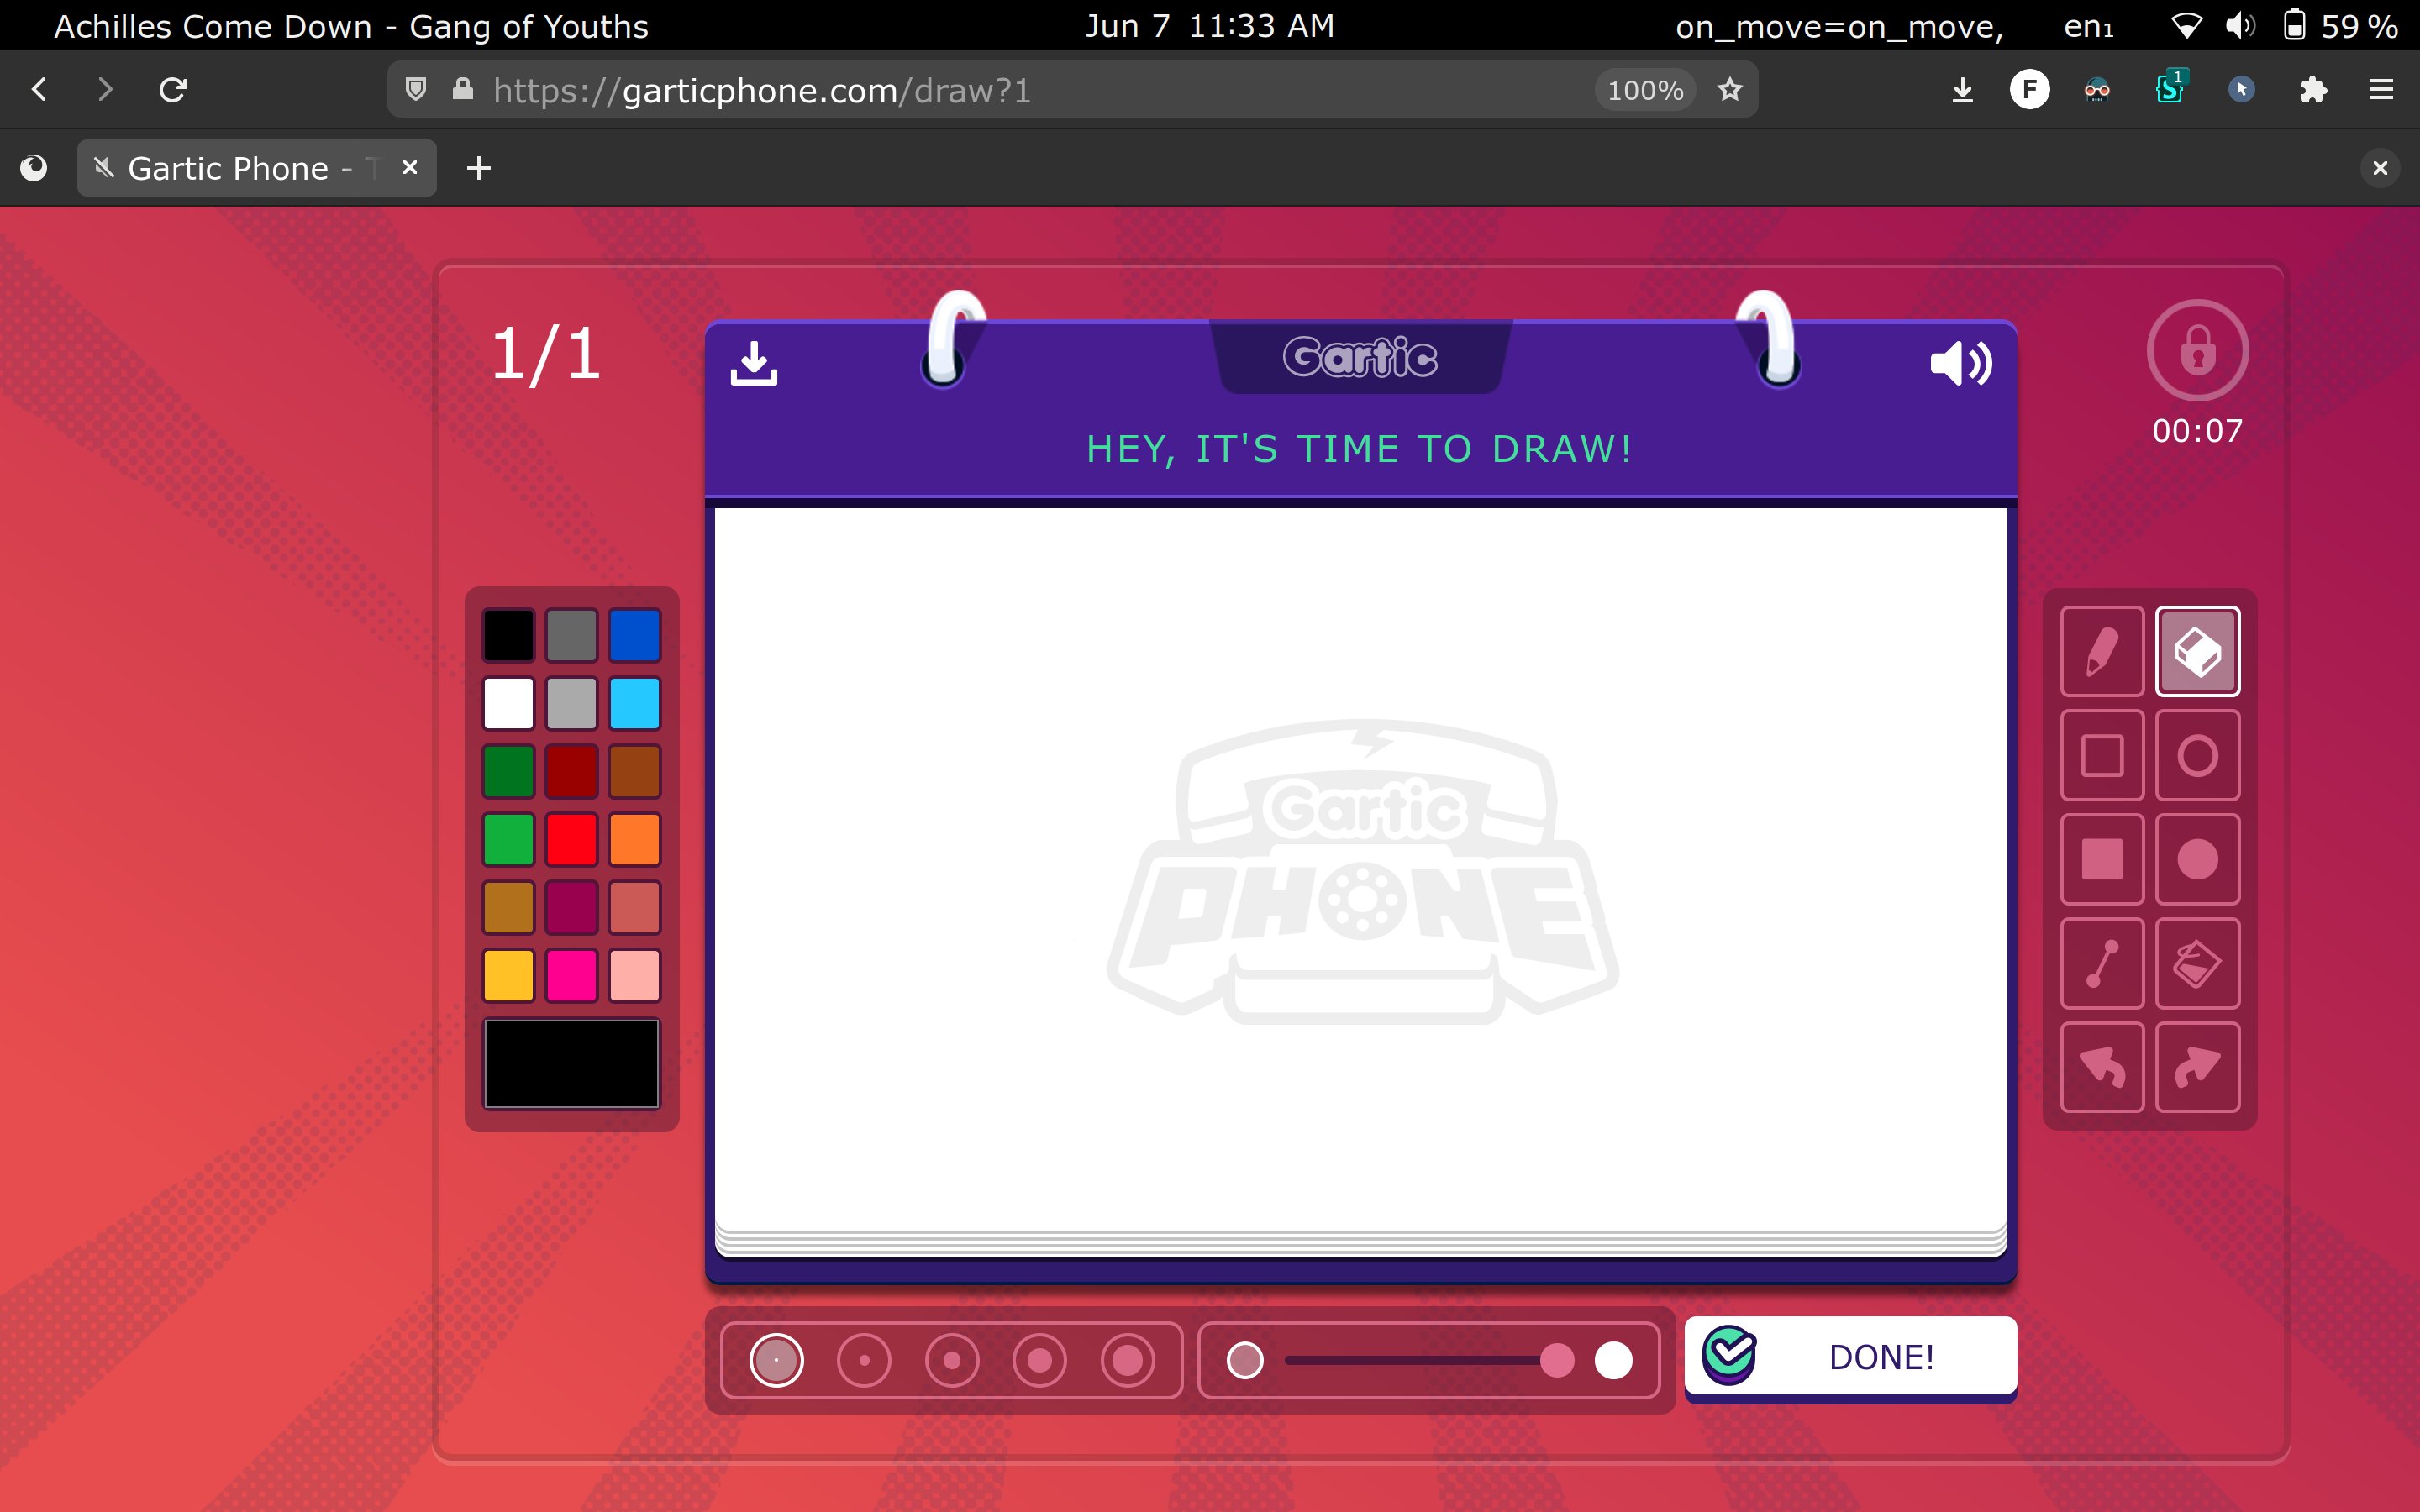 Achilles Come Down - Gang of Youths
Jun 7 11:33 AM
on_move=on_move,
en₁
59 %
https://garticphone.com/draw?1
100%
F
1
Gartic Phone - T
1/1
Gartic
00:07
HEY, IT'S TIME TO DRAW!
Gartic
PHONE
DONE!